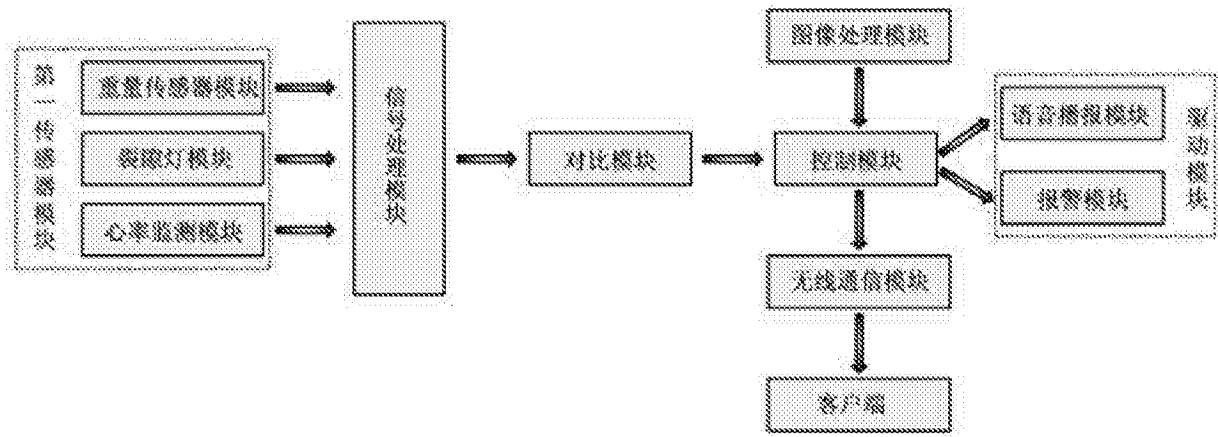 第一传感器模块
重量传感器模块
裂隙灯模块
心率监测模块
信号处理模块
对比模块
图像处理模块
控制模块
无线通信模块
客户端
语音播报模块
报警模块
驱动模块